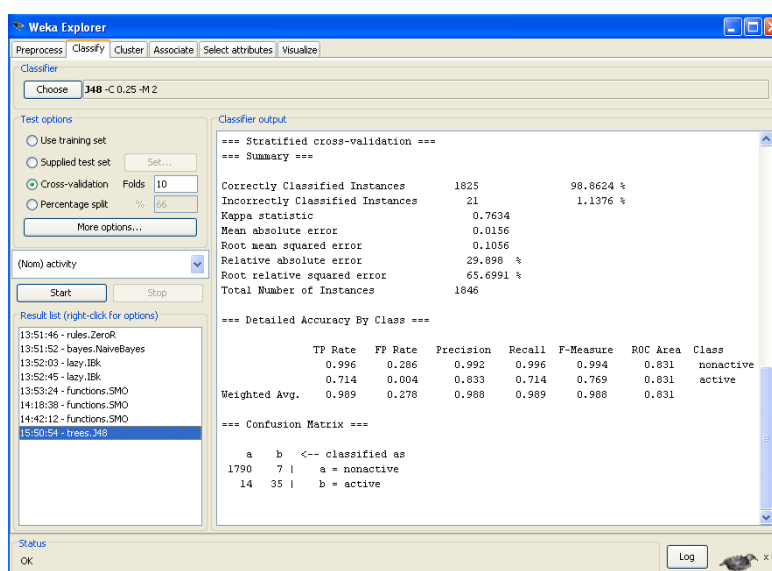 Weka Explorer
Preprocess Classify Cluster Associate Select attributes Visualize
Classifier
Choose J48 -C 0.25 -M 2
Test options
Use training set
Supplied test set Set...
Cross-validation Folds 10
Percentage split % 66
More options...
(Nom) activity
Start Stop
Result list (right-click for options)
13:51:46 - rules.ZeroR
13:51:52 - bayes.NaiveBayes
13:52:03 - lazy.IBk
13:52:45 - lazy.IBk
13:53:24 - functions.SMO
14:18:38 - functions.SMO
14:42:12 - functions.SMO
15:50:54 - trees.J48
Classifier output
=== Stratified cross-validation ===
=== Summary ===
Correctly Classified Instances 1825 98.8624 %
Incorrectly Classified Instances 21 1.1376 %
Kappa statistic 0.7634
Mean absolute error 0.0156
Root mean squared error 0.1056
Relative absolute error 29.898 %
Root relative squared error 65.6991 %
Total Number of Instances 1846
=== Detailed Accuracy By Class ===
TP Rate FP Rate Precision Recall F-Measure ROC Area Class
0.996 0.286 0.992 0.996 0.994 0.831 nonactive
0.714 0.004 0.833 0.714 0.769 0.831 active
Weighted Avg. 0.989 0.278 0.988 0.989 0.988 0.831
=== Confusion Matrix ===
a b <-- classified as
1790 7 | a = nonactive
14 35 | b = active
Status
OK
Log
x